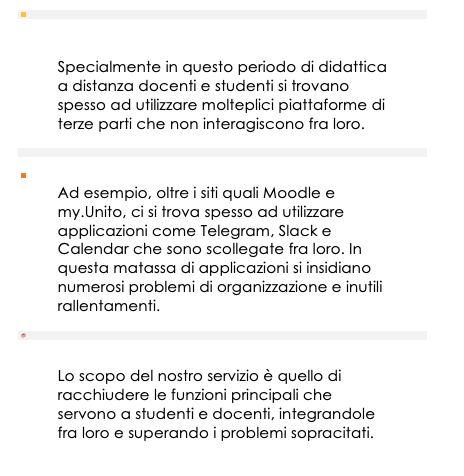 Specialmente in questo periodo di didattica
a distanza docenti e studenti si trovano
spesso ad utilizzare molteplici piattaforme di
terze parti che non interagiscono fra loro.
Ad esempio, oltre i siti quali Moodle e
my.Unito, ci si trova spesso ad utilizzare
applicazioni come Telegram, Slack e
Calendar che sono scollegate fra loro. In
questa matassa di applicazioni si insidiano
numerosi problemi di organizzazione e inutili
rallentamenti.
Lo scopo del nostro servizio è quello di
racchiudere le funzioni principali che
servono a studenti e docenti, integrandole
fra loro e superando i problemi sopracitati.